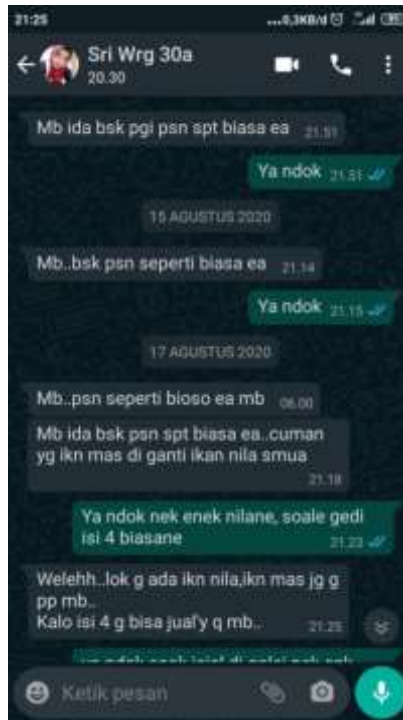 21:25
...0,3KB/d
Sri Wrg 30a
20.30
Mb ida bsk pgi psn spt biasa ea 21.51
Ya ndok 21.51
15 AGUSTUS 2020
Mb..bsk psn seperti biasa ea 21.14
Ya ndok 21.15
17 AGUSTUS 2020
Mb..psn seperti bioso ea mb 06.00
Mb ida bsk psn spt biasa ea..cuman
yg ikn mas di ganti ikan nila smua
21.18
Ya ndok nek enek nilane, soale gedi
isi 4 biasane 21.23
Welehh..lok g ada ikn nila,ikn mas jg g
pp mb..
Kalo isi 4 g bisa jual'y q mb.. 21.25
Ketik pesan